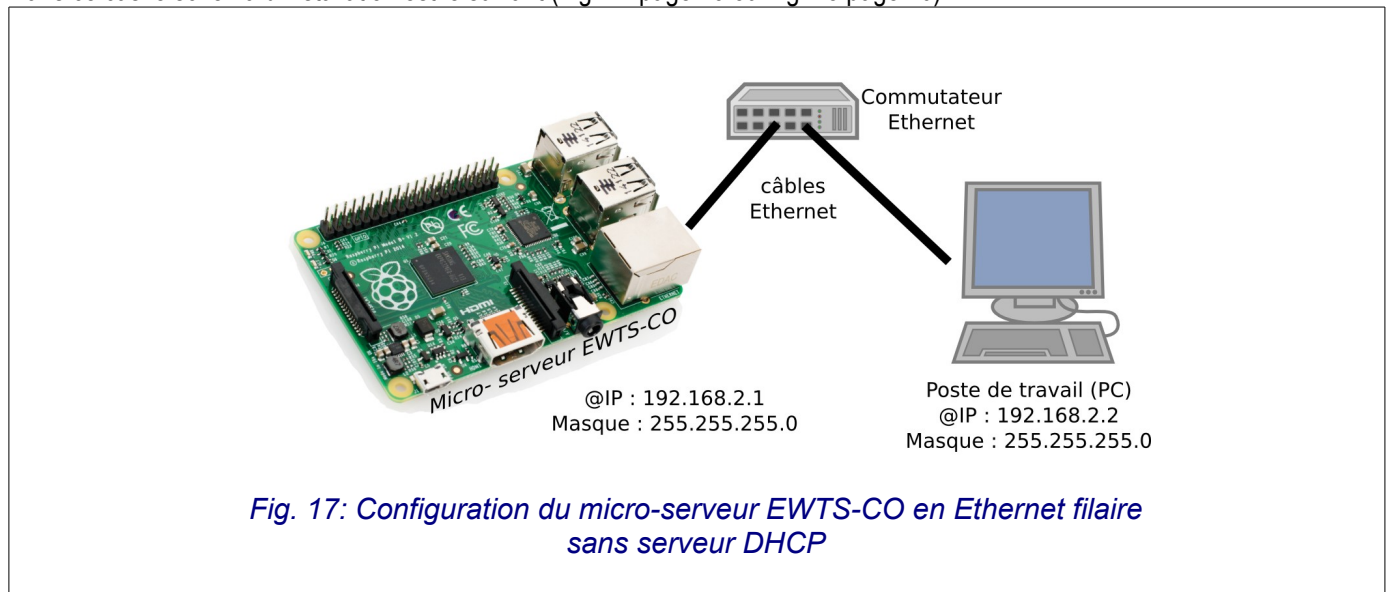 Commutateur
Ethernet
câbles
Ethernet
HDMI
Micro- serveur EWTS-CO
@IP : 192.168.2.1
Masque : 255.255.255.0
Poste de travail (PC)
@IP : 192.168.2.2
Masque : 255.255.255.0
Fig. 17: Configuration du micro-serveur EWTS-CO en Ethernet filaire
sans serveur DHCP